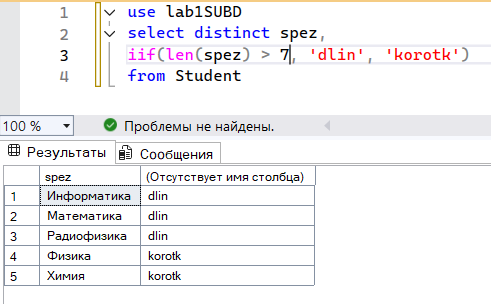 1 use lab1SUBD
2 select distinct spez,
3 iif(len(spez) > 7, 'dlin', 'korotk')
4 from Student
100 % Проблемы не найдены.
Результаты Сообщения
spez (Отсутствует имя столбца)
1 Информатика dlin
2 Математика dlin
3 Радиофизика dlin
4 Физика korotk
5 Химия korotk